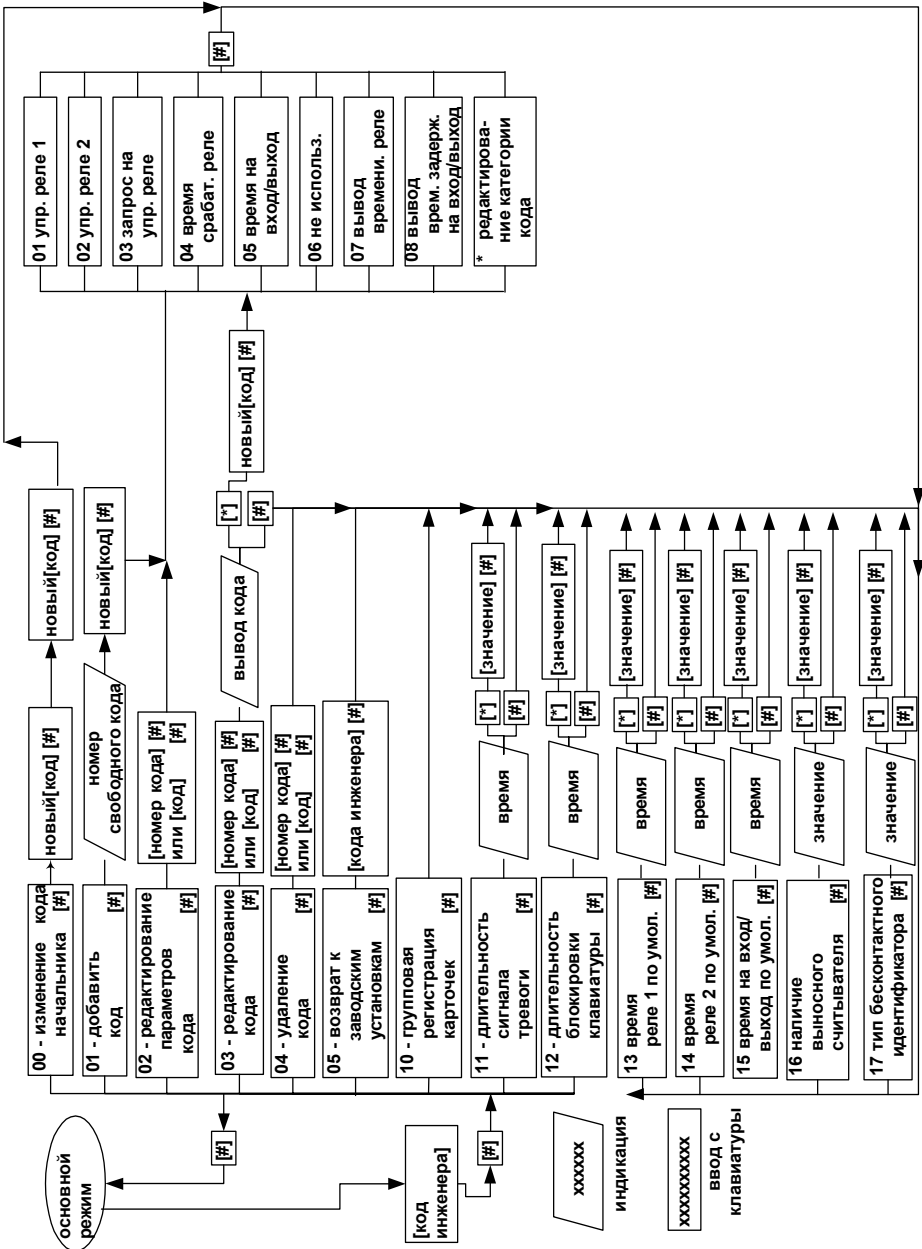 основной
режим
[код
инженера]
[#]
[#]
00 - изменение кода
начальника [#]
новый[код] [#]
новый[код] [#]
01 - добавить
код [#]
номер
свободного кода
новый[код] [#]
02 - редактирование
параметров
кода [#]
[номер кода] [#]
или [код] [#]
03 - редактирование
кода [#]
[номер кода] [#]
или [код] [#]
вывод кода
[*]
[#]
новый[код] [#]
04 - удаление
кода [#]
[номер кода] [#]
или [код] [#]
05 - возврат к
заводским
установкам [#]
[кода инженера] [#]
10 - групповая
регистрация
карточек [#]
11 - длительность
сигнала
тревоги [#]
время
[*]
[#]
[значение] [#]
12 - длительность
блокировки
клавиатуры [#]
время
[*]
[#]
[значение] [#]
13 время
реле 1 по умол. [#]
время
[*]
[#]
[значение] [#]
14 время
реле 2 по умол. [#]
время
[*]
[#]
[значение] [#]
15 время на вход/
выход по умол. [#]
время
[*]
[#]
[значение] [#]
16 наличие
выносного
считывателя [#]
значение
[*]
[#]
[значение] [#]
17 тип бесконтактного
идентификатора [#]
значение
[*]
[#]
[значение] [#]
01 упр. реле 1
02 упр. реле 2
03 запрос на
упр. реле
04 время
срабат. реле
05 время на
вход/выход
06 не использ.
07 вывод
времени. реле
08 вывод
врем. задерж.
на вход/выход
* редактирова-
ние категории
кода
[#]
хххххх
индикация
хххххххххх
ввод с
клавиатуры